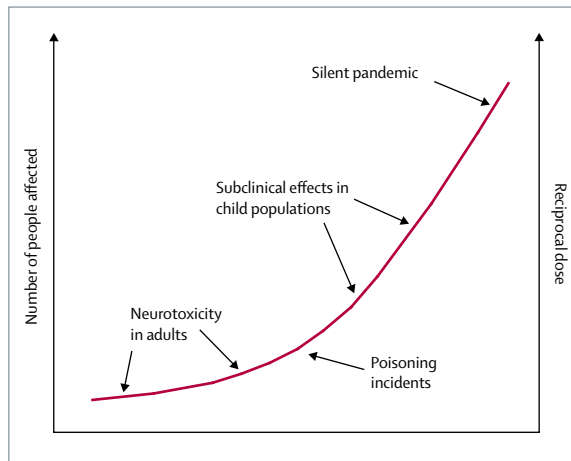 Silent pandemic
Number of people affected
Reciprocal dose
Subclinical effects in
child populations
Neurotoxicity
in adults
Poisoning
incidents